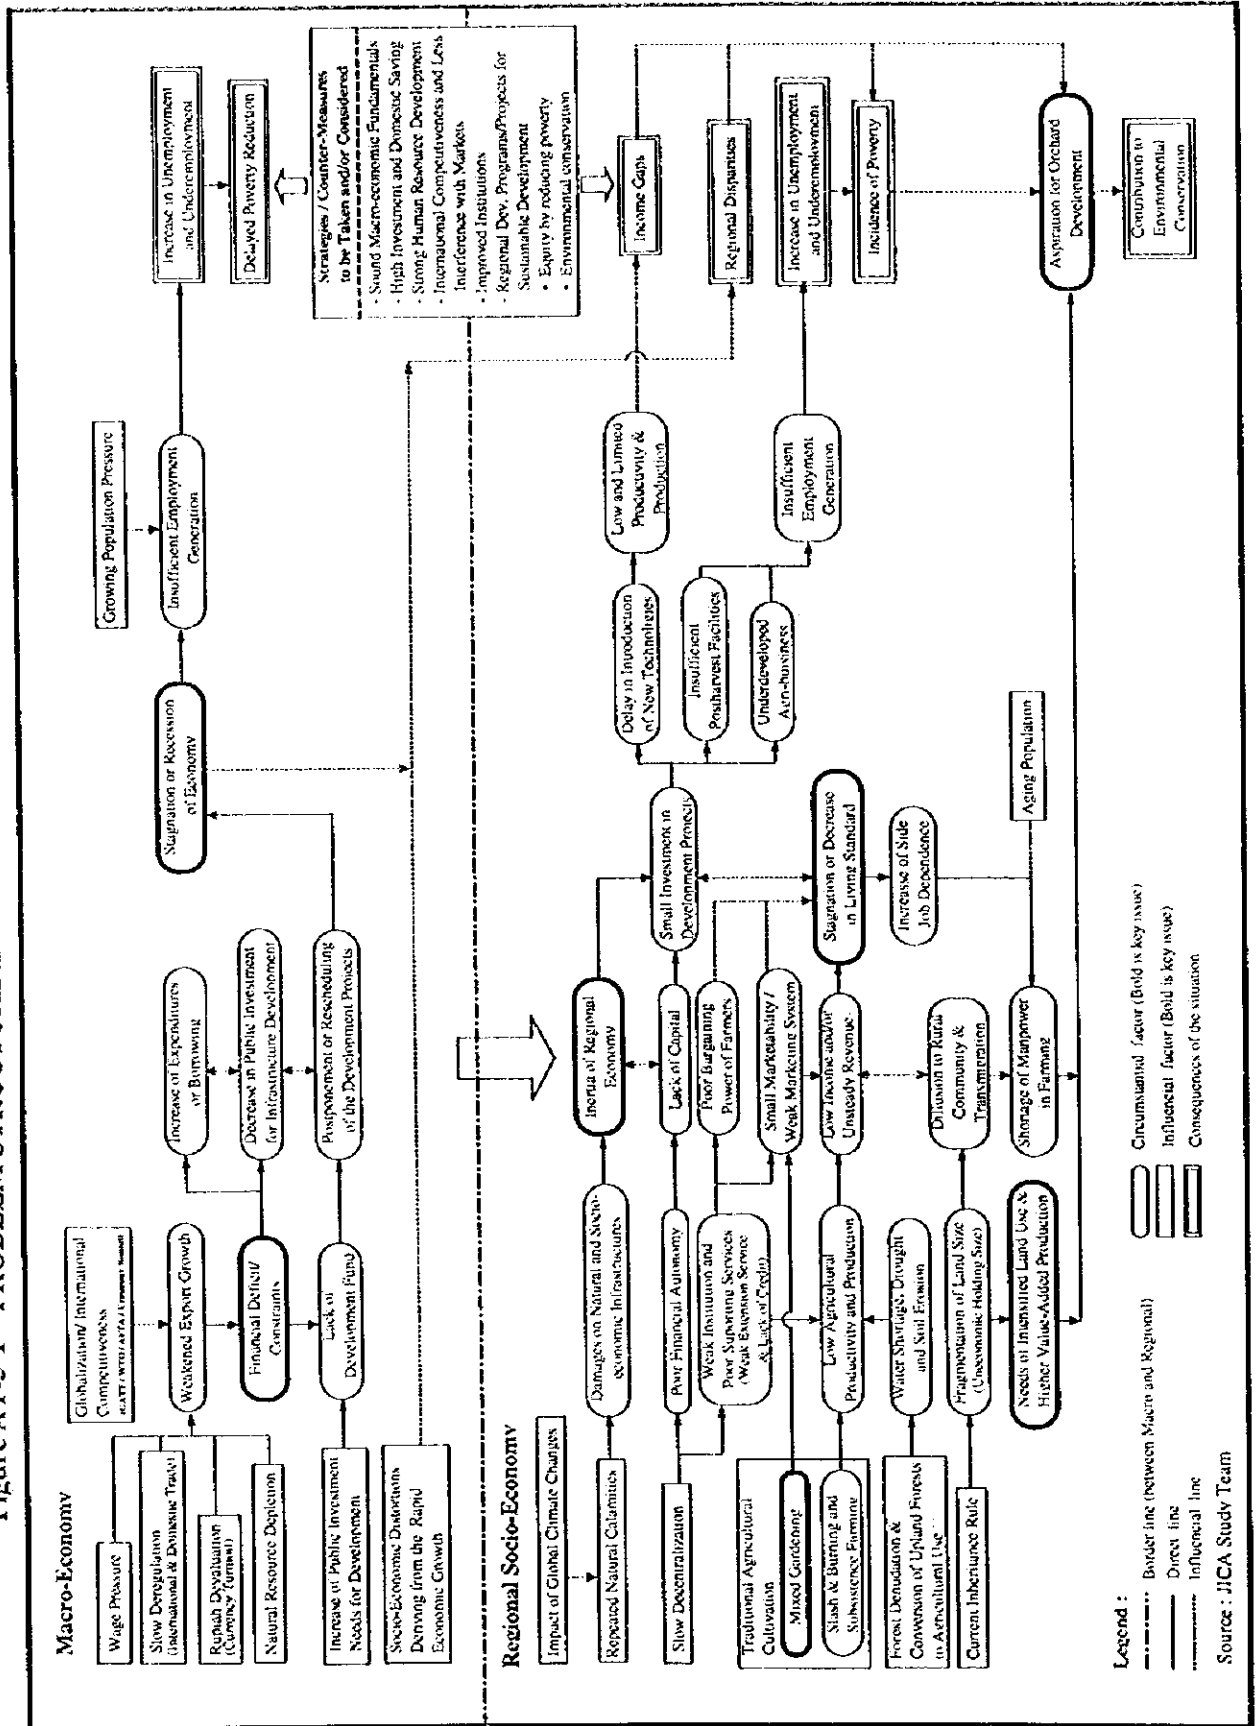 Macro-Economy
Wage Pressure
Slow Deregulation
(International & Domestic Trade)
Rupiah Devaluation
(Currency Turmoil)
Natural Resource Depletion
Increase of Public Investment
Needs for Development
Socio-Economic Distortions
Deriving from the Rapid
Economic Growth
Globalization/ International
Competitiveness
Weakened Export Growth
Financial Deficit/
Constraints
Lack of
Development Fund
Increase of Expenditures
or Borrowing
Decrease in Public Investment
for Infrastructure Development
Postponement or Rescheduling
of the Development Projects
Stagnation or Recession
of Economy
Growing Population Pressure
Insufficient Employment
Generation
Increase in Unemployment
and Underemployment
Delayed Poverty Reduction
Strategies / Counter-Measures
to be Taken and/or Considered
- Sound Macro-economic Fundamentals
- High Investment and Domestic Saving
- Strong Human Resource Development
- International Competitiveness and Less
Interference with Markets
- Improved Institutions
- Regional Dev. Programs/Projects for
Sustainable Development
• Equity by reducing poverty
• Environmental conservation
Regional Socio-Economy
Impact of Global Climate Changes
Repeated Natural Calamities
Slow Decentralization
Traditional Agricultural
Cultivation
Mixed Gardening
Slash & Burning and
Subsistence Farming
Forest Denudation &
Conversion of Upland Forests
to Agricultural Use
Current Inheritance Rule
Damages on Natural and Socio-
economic Infrastructures
Poor Financial Autonomy
Weak Institution and
Poor Suporting Services
(Weak Extension Service
& Lack of Credit)
Low Agricultural
Productivity and Production
Water Shortage, Drought
and Soil Erosion
Fragmentation of Land Size
(Uneconomic Holding Size)
Needs of Intensified Land Use &
Higher Value-Added Production
Inertia of Regional
Economy
Lack of Capital
Poor Bargaining
Power of Farmers
Small Marketability /
Weak Marketing System
Low Income and/or
Unsteady Revenue
Diffusion to Rural
Community &
Transmigration
Shortage of Manpower
in Farming
Small Investment in
Development Projects
Stagnation or Decrease
in Living Standard
Increasse of Side
Job Dependence
Aging Population
Delay in Introduction
of New Technologies
Insufficient
Postharvest Facilities
Underdeveloped
Agri-business
Low and Limited
Productivity &
Production
Insufficient
Employment
Generation
Income Gaps
Regional Disparities
Increase in Unemployment
and Underemployment
Incidence of Poverty
Aspiration for Orchard
Development
Contribution to
Environmental
Conservation
Legend :
Border line (between Macro and Regional)
Direct line
Influencial line
Circumstantial factor (Bold is key issue)
Influencial factor (Bold is key issue)
Consequences of the situation
Source : JICA Study Team